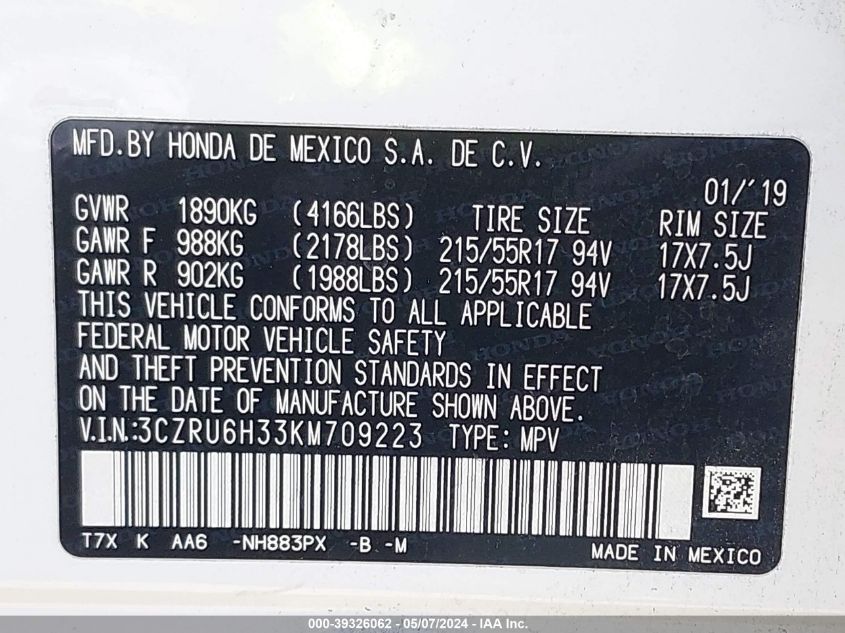 MFD.BY HONDA DE MEXICO S.A. DE C.V.
01/'19
GVWR 1890KG (4166LBS) TIRE SIZE RIM SIZE
GAWR F 988KG (2178LBS) 215/55R17 94V 17X7.5J
GAWR R 902KG (1988LBS) 215/55R17 94V 17X7.5J
THIS VEHICLE CONFORMS TO ALL APPLICABLE
FEDERAL MOTOR VEHICLE SAFETY
AND THEFT PREVENTION STANDARDS IN EFFECT
ON THE DATE OF MANUFACTURE SHOWN ABOVE.
V.I.N.:3CZRU6H33KM709223 TYPE: MPV
T7X K AA6 -NH883PX -B -M
MADE IN MEXICO
000-39326062 - 05/07/2024 - IAA Inc.